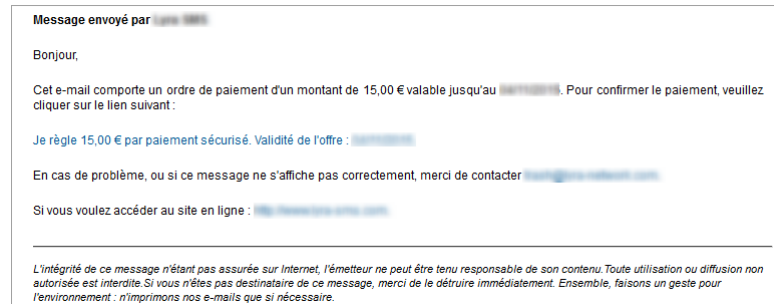 Message envoyé par
Bonjour,
Cet e-mail comporte un ordre de paiement d'un montant de 15,00 € valable jusqu'au . Pour confirmer le paiement, veuillez
cliquer sur le lien suivant :
Je règle 15,00 € par paiement sécurisé. Validité de l'offre :
En cas de problème, ou si ce message ne s'affiche pas correctement, merci de contacter
Si vous voulez accéder au site en ligne :
L'intégrité de ce message n'étant pas assurée sur Internet, l'émetteur ne peut être tenu responsable de son contenu.Toute utilisation ou diffusion non
autorisée est interdite.Si vous n'êtes pas destinataire de ce message, merci de le détruire immédiatement. Ensemble, faisons un geste pour
l'environnement : n'imprimons nos e-mails que si nécessaire.